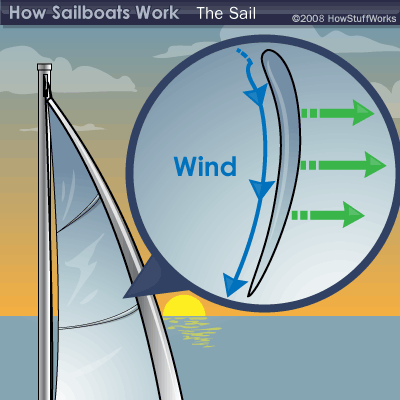 How Sailboats Work The Sail
©2008 HowStuffWorks
Wind